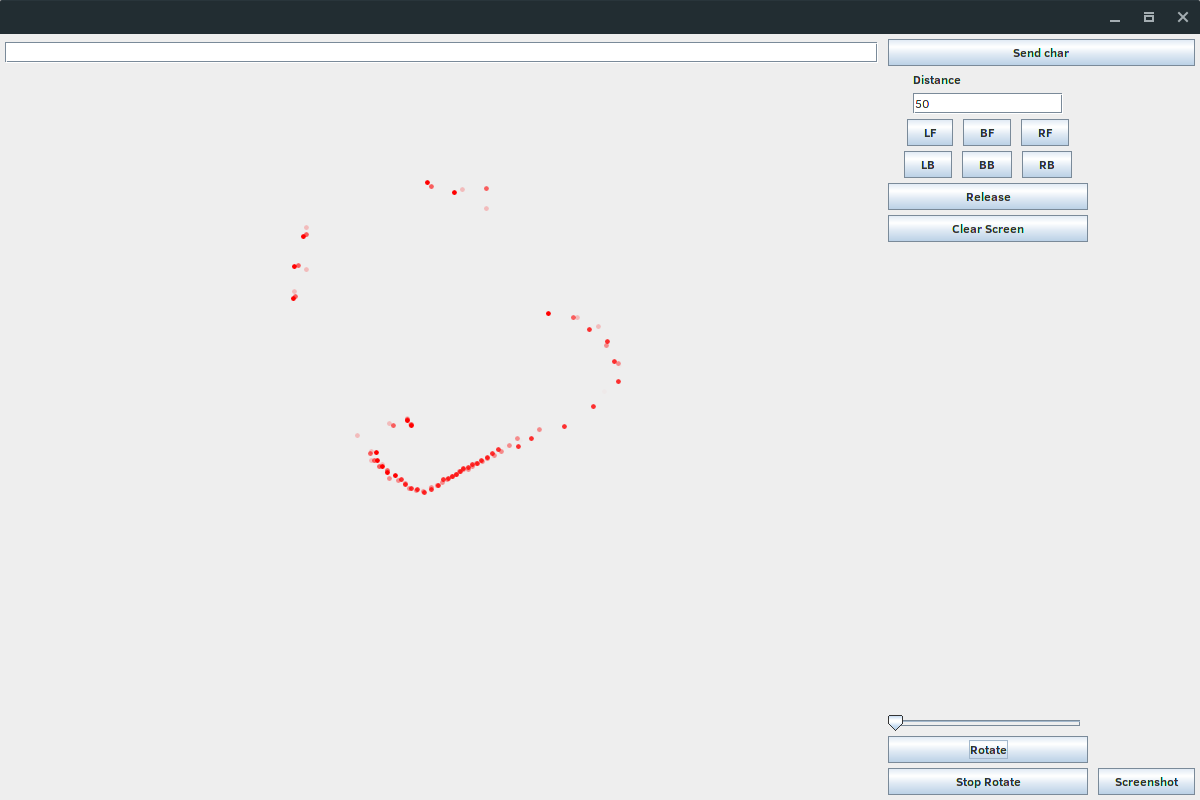 Send char
Distance
50
LF BF RF
LB BB RB
Release
Clear Screen
Rotate
Stop Rotate Screenshot